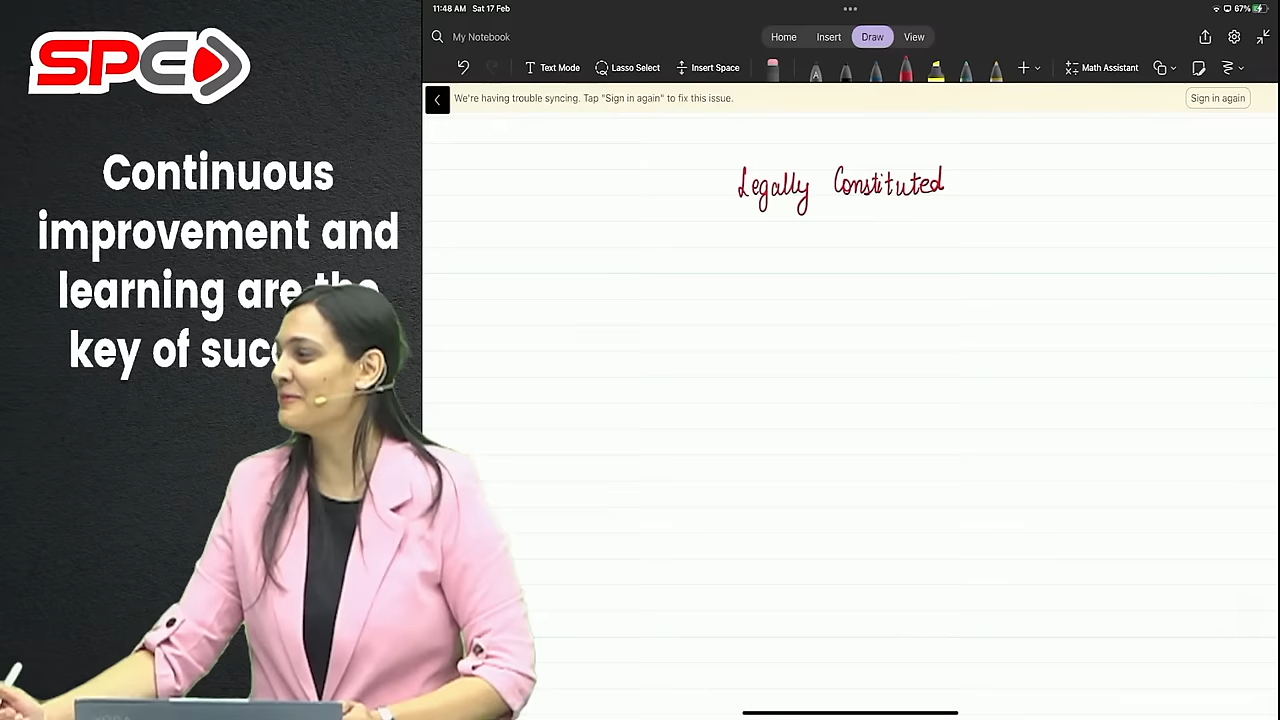 SPC
Continuous
improvement and
learning are the
key of suc
11:48 AM Sat 17 Feb
67%
My Notebook
Home Insert Draw View
Text Mode Lasso Select Insert Space Math Assistant
We're having trouble syncing. Tap "Sign in again" to fix this issue.
Sign in again
Legally Constituted